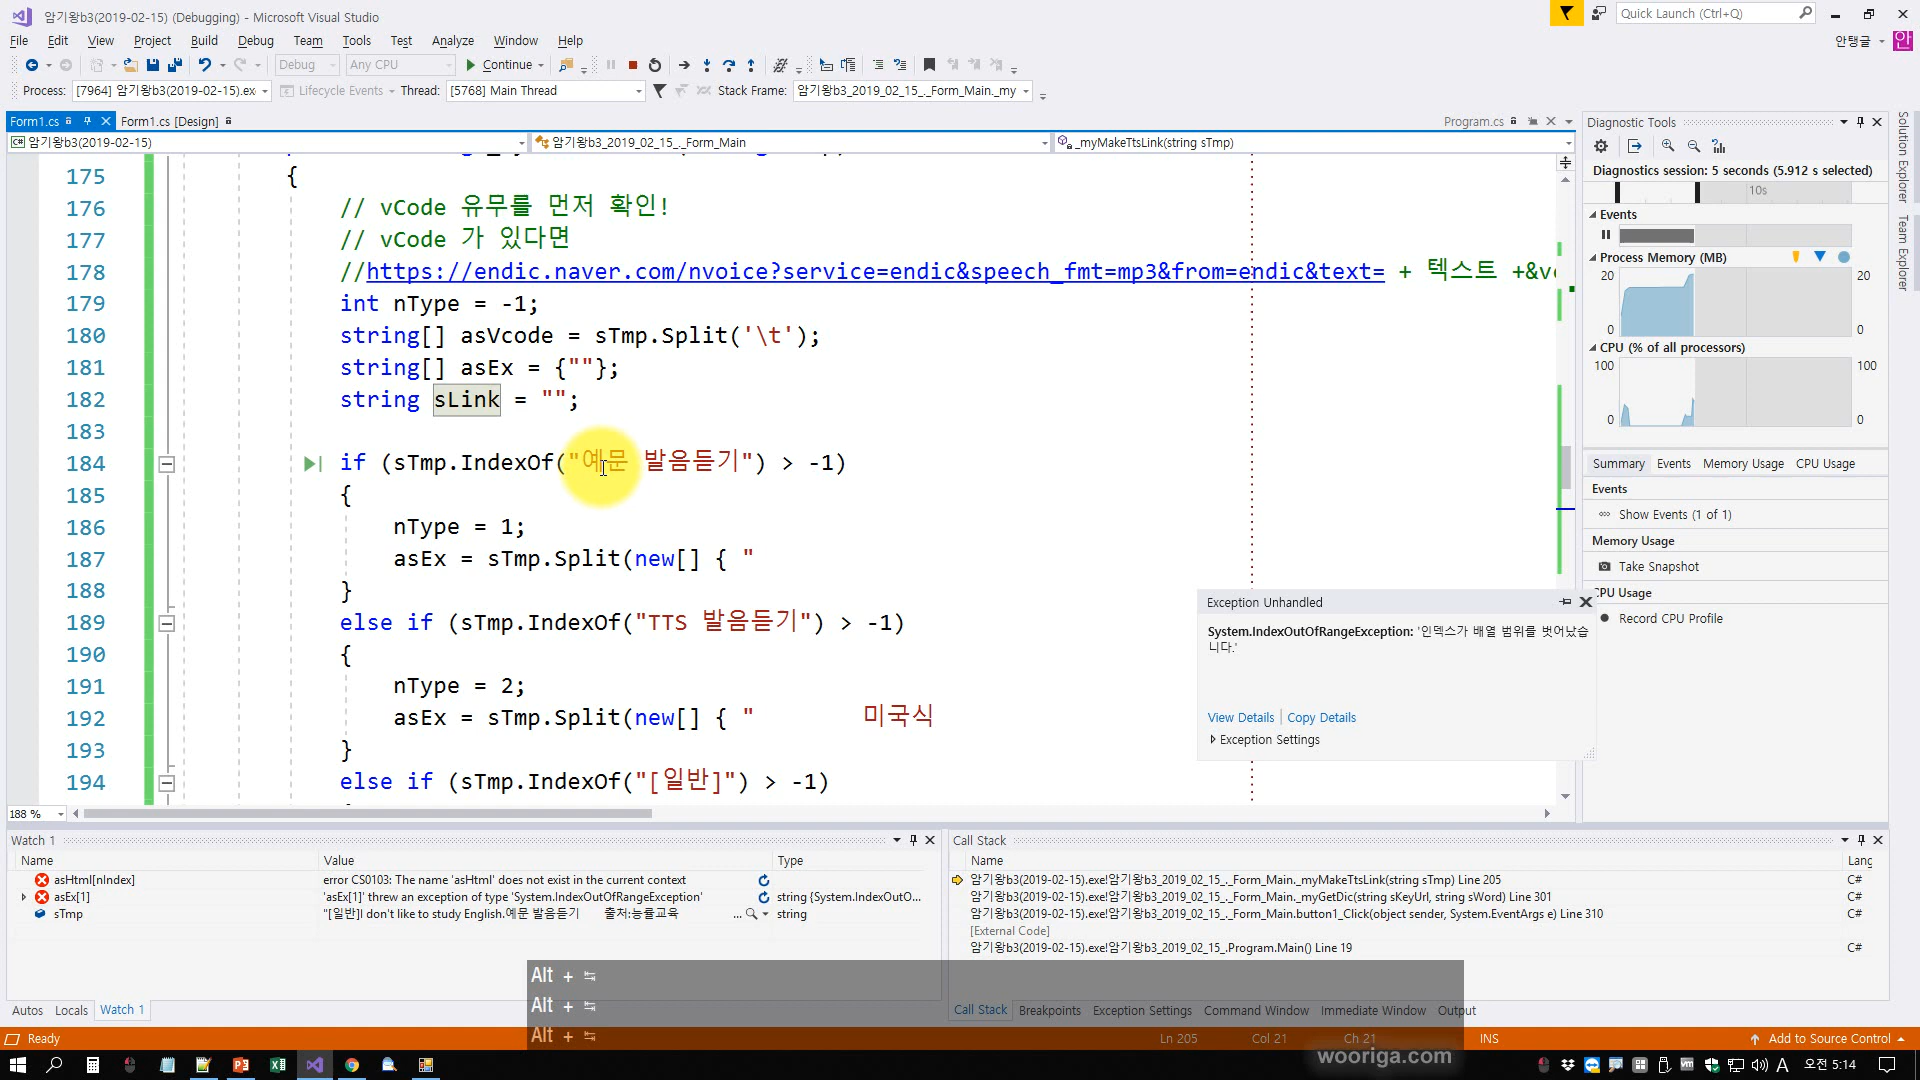 암기왕b3(2019-02-15) (Debugging) - Microsoft Visual Studio
Quick Launch (Ctrl+Q)
File Edit View Project Build Debug Team Tools Test Analyze Window Help
안탱글
안
Debug Any CPU Continue
Process: [7964] 암기왕b3(2019-02-15).exe Lifecycle Events Thread: [5768] Main Thread Stack Frame: 암기왕b3_2019_02_15_._Form_Main._my
Form1.cs Form1.cs [Design] Program.cs
암기왕b3(2019-02-15) 암기왕b3_2019_02_15_._Form_Main _myMakeTtsLink(string sTmp)
175 {
176 // vCode 유무를 먼저 확인!
177 // vCode 가 있다면
178 //https://endic.naver.com/nvoice?service=endic&speech_fmt=mp3&from=endic&text= + 텍스트 +&vc
179 int nType = -1;
180 string[] asVcode = sTmp.Split('\t');
181 string[] asEx = {""};
182 string sLink = "";
183
184 if (sTmp.IndexOf("예문 발음듣기") > -1)
185 {
186 nType = 1;
187 asEx = sTmp.Split(new[] { "
188 }
189 else if (sTmp.IndexOf("TTS 발음듣기") > -1)
190 {
191 nType = 2;
192 asEx = sTmp.Split(new[] { " 미국식
193 }
194 else if (sTmp.IndexOf("[일반]") > -1)
188 %
Exception Unhandled
System.IndexOutOfRangeException: '인덱스가 배열 범위를 벗어났습
니다.'
View Details | Copy Details
Exception Settings
Diagnostic Tools
Diagnostics session: 5 seconds (5.912 s selected)
10s
Events
Process Memory (MB)
20 20
0 0
CPU (% of all processors)
100 100
0 0
Summary Events Memory Usage CPU Usage
Events
Show Events (1 of 1)
Memory Usage
Take Snapshot
CPU Usage
Record CPU Profile
Solution Explorer
Team Explorer
Watch 1
Name Value Type
asHtml[nIndex] error CS0103: The name 'asHtml' does not exist in the current context
asEx[1] 'asEx[1]' threw an exception of type 'System.IndexOutOfRangeException' string {System.IndexOutO...
sTmp "[일반]I don't like to study English.예문 발음듣기 출처:능률교육 ... string
Autos Locals Watch 1
Call Stack
Name Lang
암기왕b3(2019-02-15).exe!암기왕b3_2019_02_15_._Form_Main._myMakeTtsLink(string sTmp) Line 205 C#
암기왕b3(2019-02-15).exe!암기왕b3_2019_02_15_._Form_Main._myGetDic(string sKeyUrl, string sWord) Line 301 C#
암기왕b3(2019-02-15).exe!암기왕b3_2019_02_15_._Form_Main.button1_Click(object sender, System.EventArgs e) Line 310 C#
[External Code]
암기왕b3(2019-02-15).exe!암기왕b3_2019_02_15_.Program.Main() Line 19 C#
Call Stack Breakpoints Exception Settings Command Window Immediate Window Output
Alt +
Alt +
Alt +
Ready Ln 205 Col 21 Ch 21 INS Add to Source Control
wooriga.com
A 오전 5:14